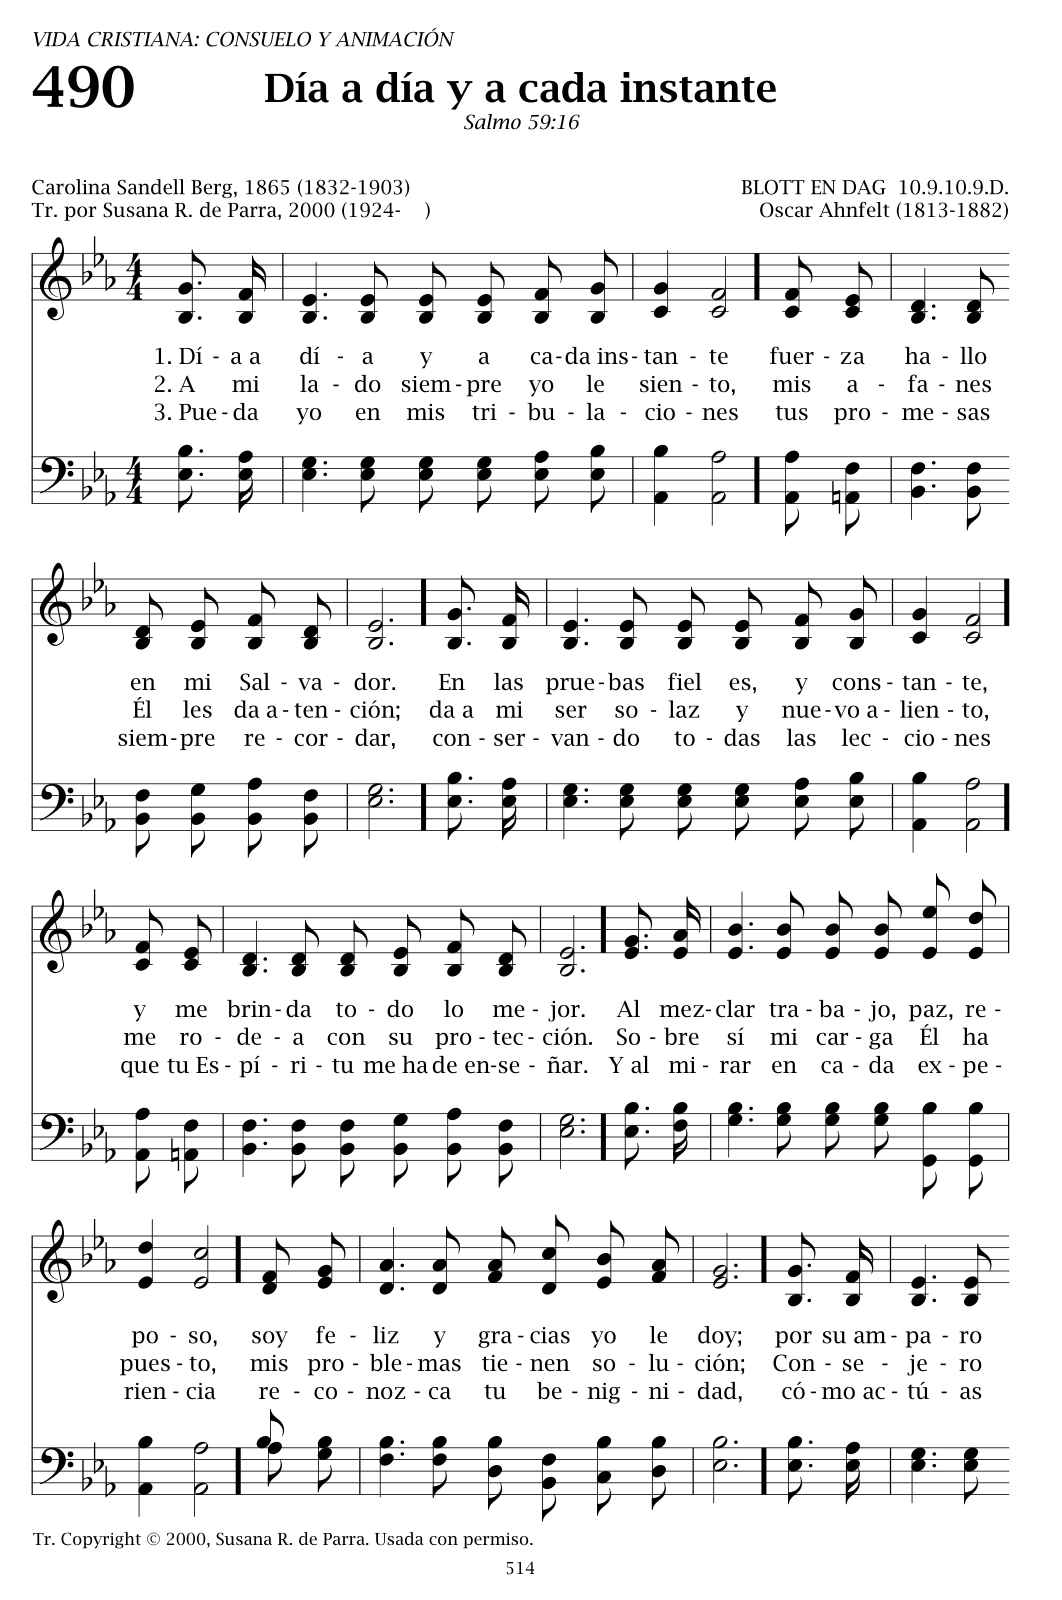 VIDA CRISTIANA: CONSUELO Y ANIMACIÓN
490 Día a día y a cada instante
Salmo 59:16
Carolina Sandell Berg, 1865 (1832-1903) BLOTT EN DAG 10.9.10.9.D.
Tr. por Susana R. de Parra, 2000 (1924- ) Oscar Ahnfelt (1813-1882)
1. Dí - a a dí - a y a ca - da ins - tan - te fuer - za ha - llo
2. A mi la - do siem - pre yo le sien - to, mis a - fa - nes
3. Pue - da yo en mis tri - bu - la - cio - nes tus pro - me - sas
en mi Sal - va - dor. En las prue - bas fiel es, y cons - tan - te,
Él les da a - ten - ción; da a mi ser so - laz y nue - vo a - lien - to,
siem - pre re - cor - dar, con - ser - van - do to - das las lec - cio - nes
y me brin - da to - do lo me - jor. Al mez - clar tra - ba - jo, paz, re -
me ro - de - a con su pro - tec - ción. So - bre sí mi car - ga Él ha
que tu Es - pí - ri - tu me ha de en - se - ñar. Y al mi - rar en ca - da ex - pe -
po - so, soy fe - liz y gra - cias yo le doy; por su am - pa - ro
pues - to, mis pro - ble - mas tie - nen so - lu - ción; Con - se - je - ro
rien - cia re - co - noz - ca tu be - nig - ni - dad, có - mo ac - tú - as
Tr. Copyright © 2000, Susana R. de Parra. Usada con permiso.
514